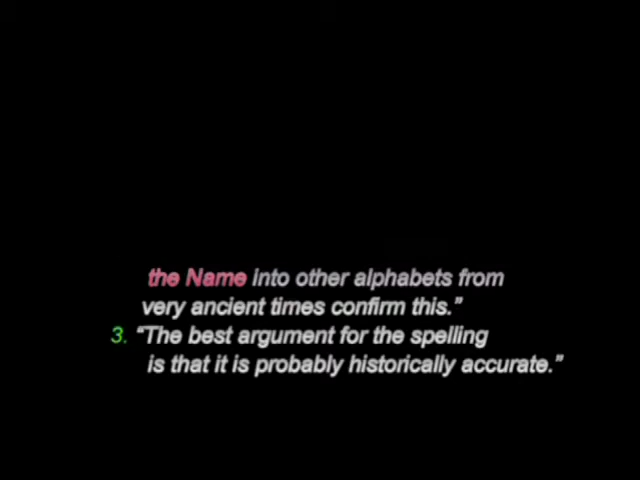 the Name into other alphabets from
very ancient times confirm this.”
3. “The best argument for the spelling
is that it is probably historically accurate.”